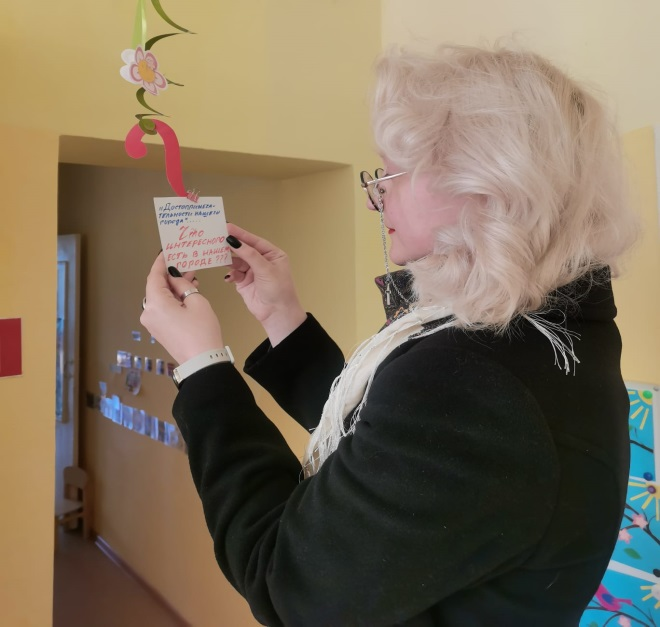 «Достопримеча-
тельности нашего
города"
Что
интересного
есть в нашем
городе???